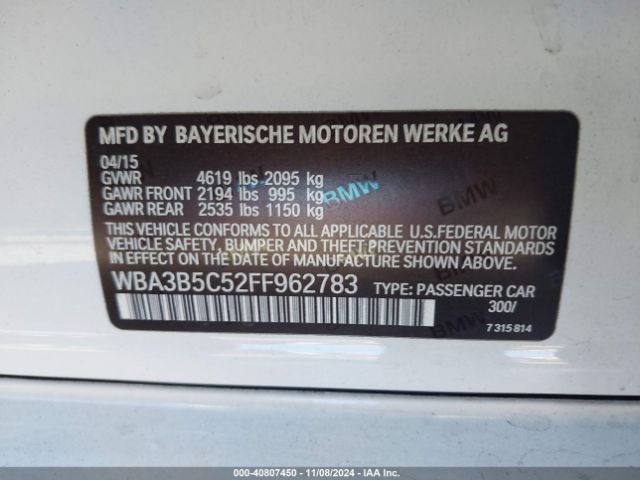 MFD BY BAYERISCHE MOTOREN WERKE AG
04/15
GVWR 4619 lbs 2095 kg
GAWR FRONT 2194 lbs 995 kg
GAWR REAR 2535 lbs 1150 kg
BMW
BMW
THIS VEHICLE CONFORMS TO ALL APPLICABLE U.S.FEDERAL MOTOR
VEHICLE SAFETY, BUMPER AND THEFT PREVENTION STANDARDS
IN EFFECT ON THE DATE OF MANUFACTURE SHOWN ABOVE.
WBA3B5C52FF962783 TYPE: PASSENGER CAR
300/
BMW
7 315 814
000-40807450 | 11/08/2024 - IAAI.COM